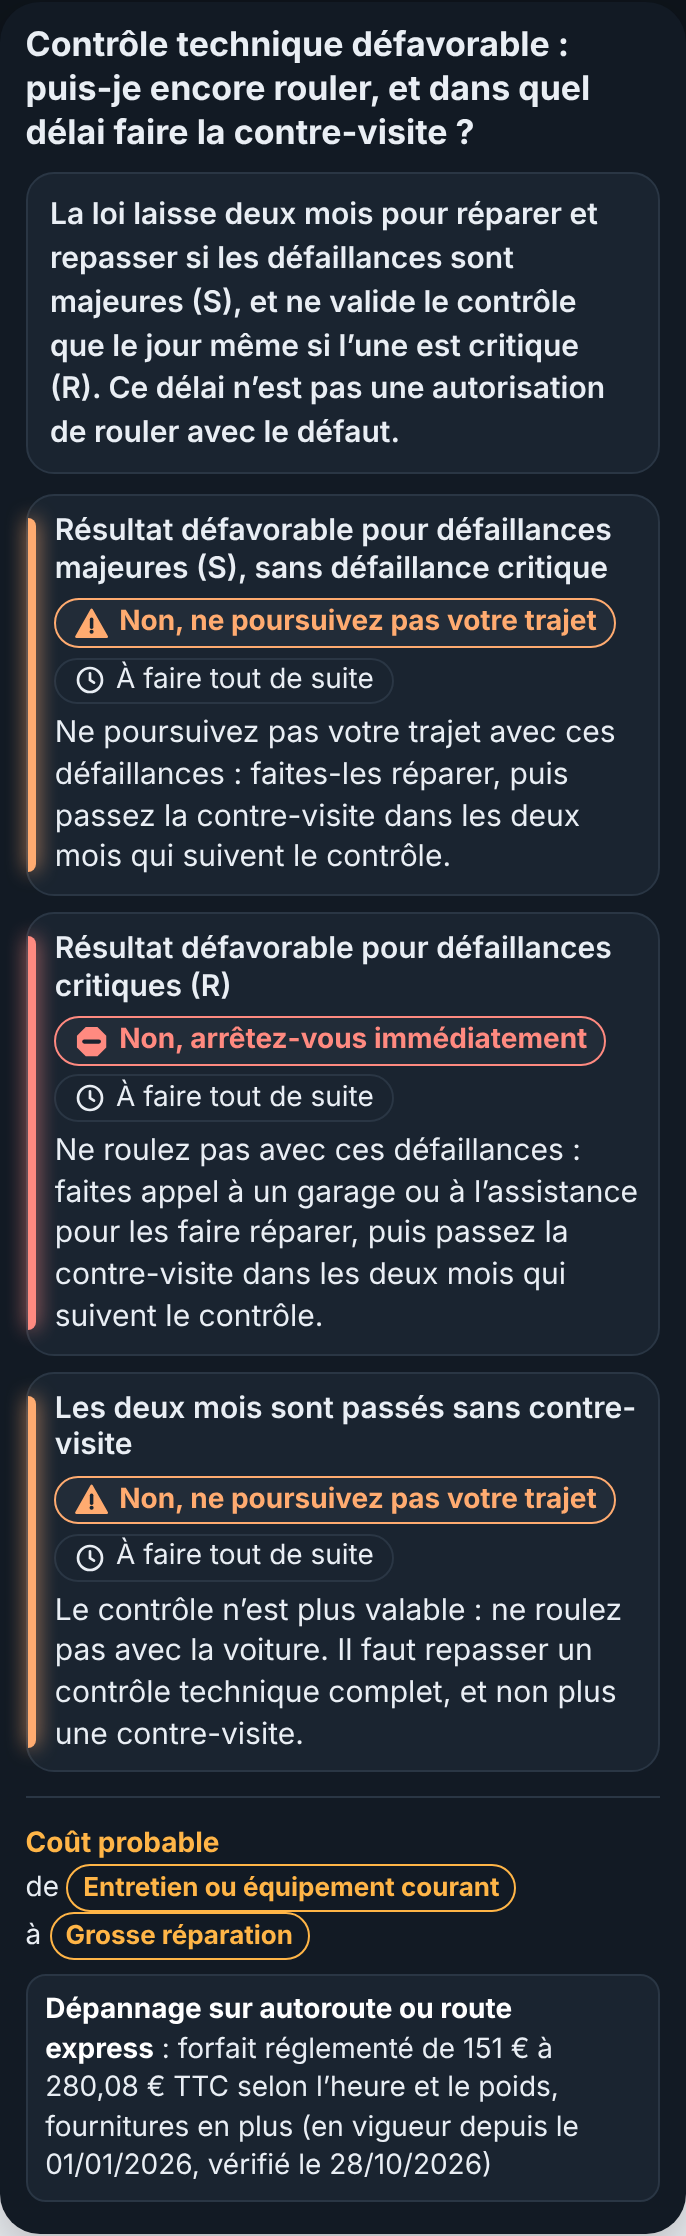 Contrôle technique défavorable :
puis-je encore rouler, et dans quel
délai faire la contre-visite ?
La loi laisse deux mois pour réparer et
repasser si les défaillances sont
majeures (S), et ne valide le contrôle
que le jour même si l’une est critique
(R). Ce délai n’est pas une autorisation
de rouler avec le défaut.
Résultat défavorable pour défaillances
majeures (S), sans défaillance critique
Non, ne poursuivez pas votre trajet
À faire tout de suite
Ne poursuivez pas votre trajet avec ces
défaillances : faites-les réparer, puis
passez la contre-visite dans les deux
mois qui suivent le contrôle.
Résultat défavorable pour défaillances
critiques (R)
Non, arrêtez-vous immédiatement
À faire tout de suite
Ne roulez pas avec ces défaillances :
faites appel à un garage ou à l’assistance
pour les faire réparer, puis passez la
contre-visite dans les deux mois qui
suivent le contrôle.
Les deux mois sont passés sans contre-
visite
Non, ne poursuivez pas votre trajet
À faire tout de suite
Le contrôle n’est plus valable : ne roulez
pas avec la voiture. Il faut repasser un
contrôle technique complet, et non plus
une contre-visite.
Coût probable
de Entretien ou équipement courant
à Grosse réparation
Dépannage sur autoroute ou route
express : forfait réglementé de 151 € à
280,08 € TTC selon l’heure et le poids,
fournitures en plus (en vigueur depuis le
01/01/2026, vérifié le 28/10/2026)